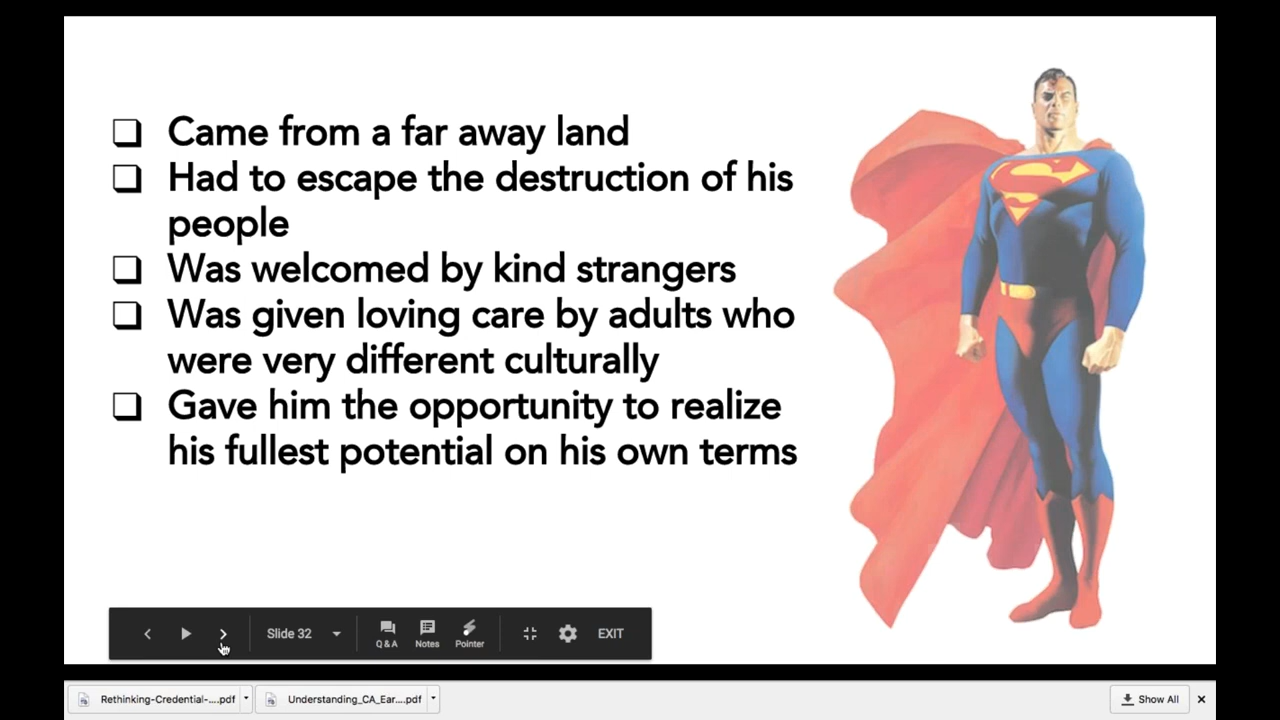 ❏ Came from a far away land
❏ Had to escape the destruction of his
people
❏ Was welcomed by kind strangers
❏ Was given loving care by adults who
were very different culturally
❏ Gave him the opportunity to realize
his fullest potential on his own terms
S
Slide 32
Q & A Notes Pointer
EXIT
Rethinking-Credential-....pdf Understanding_CA_Ear....pdf Show All